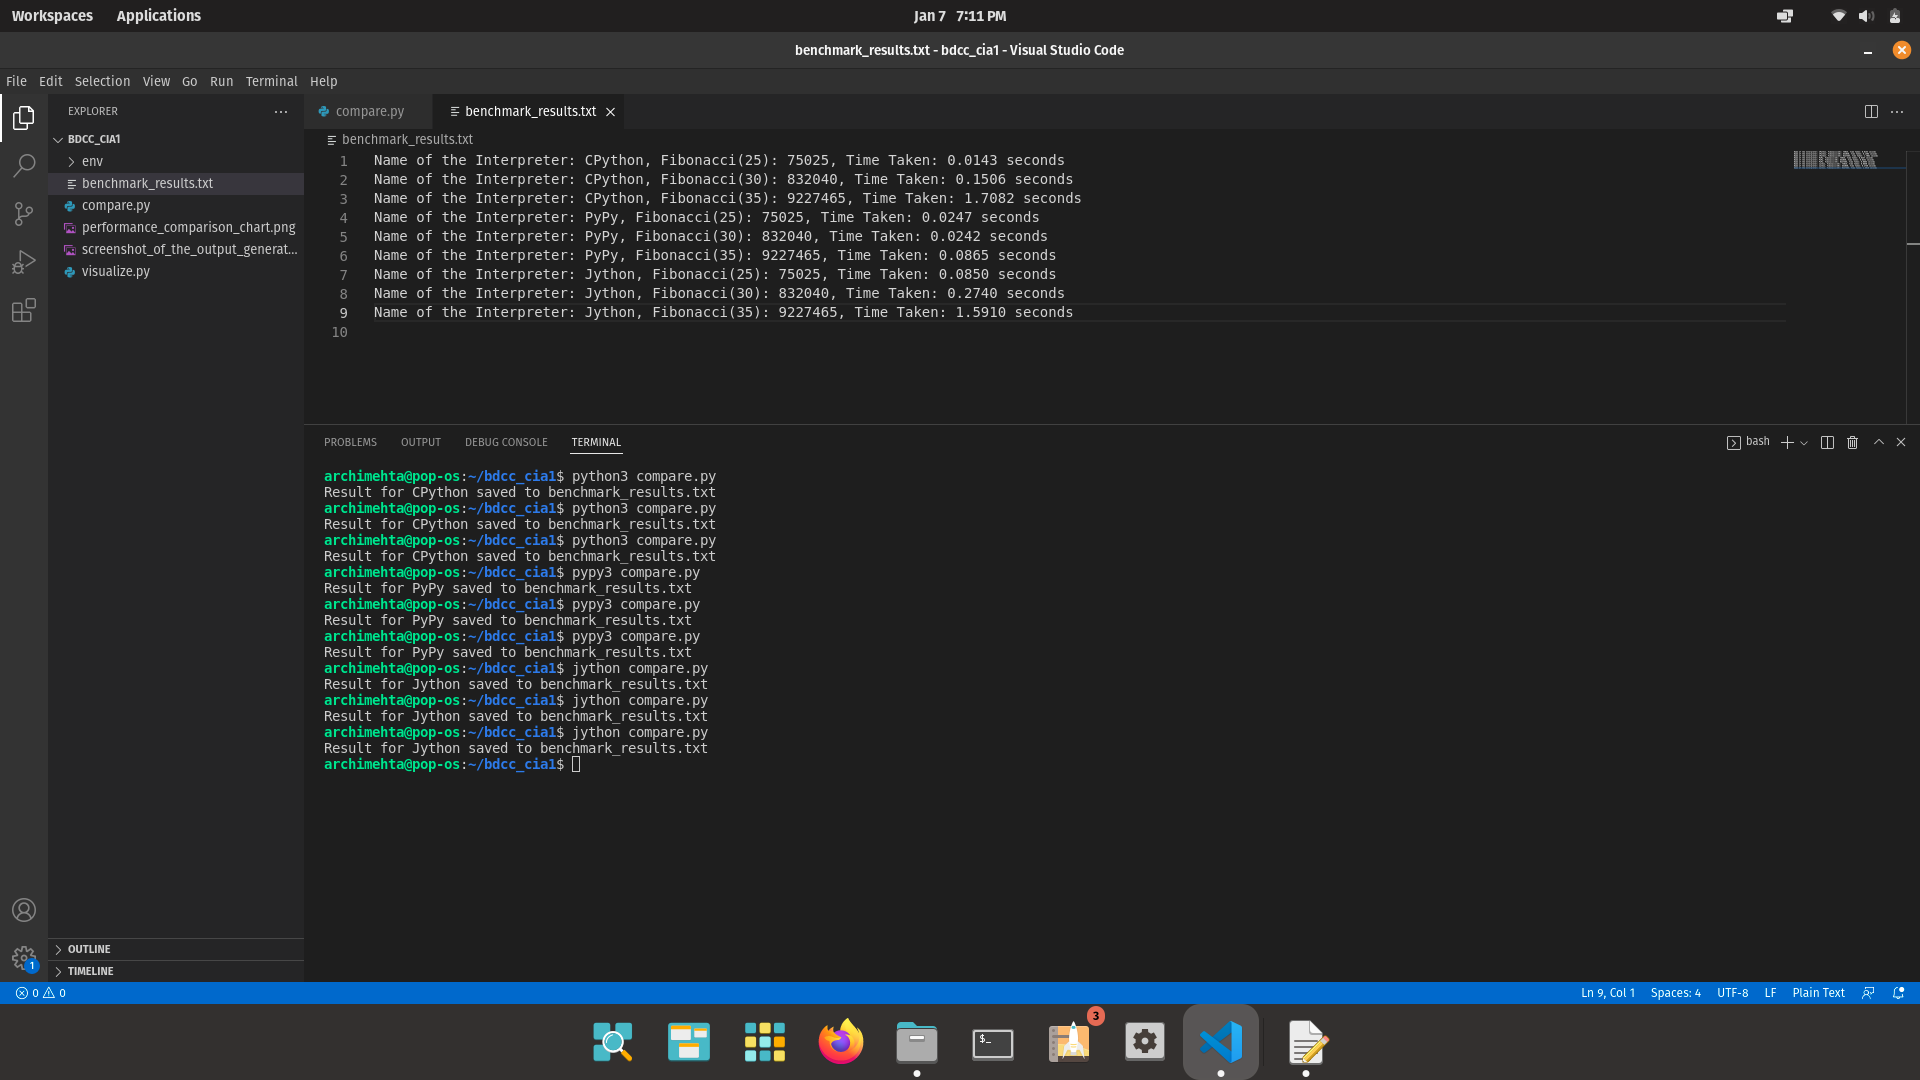 Workspaces Applications Jan 7 7:11 PM
benchmark_results.txt - bdcc_cia1 - Visual Studio Code
File Edit Selection View Go Run Terminal Help
EXPLORER
BDCC_CIA1
env
benchmark_results.txt
compare.py
performance_comparison_chart.png
screenshot_of_the_output_generat...
visualize.py
OUTLINE
TIMELINE
compare.py benchmark_results.txt
benchmark_results.txt
1 Name of the Interpreter: CPython, Fibonacci(25): 75025, Time Taken: 0.0143 seconds
2 Name of the Interpreter: CPython, Fibonacci(30): 832040, Time Taken: 0.1506 seconds
3 Name of the Interpreter: CPython, Fibonacci(35): 9227465, Time Taken: 1.7082 seconds
4 Name of the Interpreter: PyPy, Fibonacci(25): 75025, Time Taken: 0.0247 seconds
5 Name of the Interpreter: PyPy, Fibonacci(30): 832040, Time Taken: 0.0242 seconds
6 Name of the Interpreter: PyPy, Fibonacci(35): 9227465, Time Taken: 0.0865 seconds
7 Name of the Interpreter: Jython, Fibonacci(25): 75025, Time Taken: 0.0850 seconds
8 Name of the Interpreter: Jython, Fibonacci(30): 832040, Time Taken: 0.2740 seconds
9 Name of the Interpreter: Jython, Fibonacci(35): 9227465, Time Taken: 1.5910 seconds
10
PROBLEMS OUTPUT DEBUG CONSOLE TERMINAL bash
archimehta@pop-os:~/bdcc_cia1$ python3 compare.py
Result for CPython saved to benchmark_results.txt
archimehta@pop-os:~/bdcc_cia1$ python3 compare.py
Result for CPython saved to benchmark_results.txt
archimehta@pop-os:~/bdcc_cia1$ python3 compare.py
Result for CPython saved to benchmark_results.txt
archimehta@pop-os:~/bdcc_cia1$ pypy3 compare.py
Result for PyPy saved to benchmark_results.txt
archimehta@pop-os:~/bdcc_cia1$ pypy3 compare.py
Result for PyPy saved to benchmark_results.txt
archimehta@pop-os:~/bdcc_cia1$ pypy3 compare.py
Result for PyPy saved to benchmark_results.txt
archimehta@pop-os:~/bdcc_cia1$ jython compare.py
Result for Jython saved to benchmark_results.txt
archimehta@pop-os:~/bdcc_cia1$ jython compare.py
Result for Jython saved to benchmark_results.txt
archimehta@pop-os:~/bdcc_cia1$ jython compare.py
Result for Jython saved to benchmark_results.txt
archimehta@pop-os:~/bdcc_cia1$
1
0 0 Ln 9, Col 1 Spaces: 4 UTF-8 LF Plain Text
$_ 3